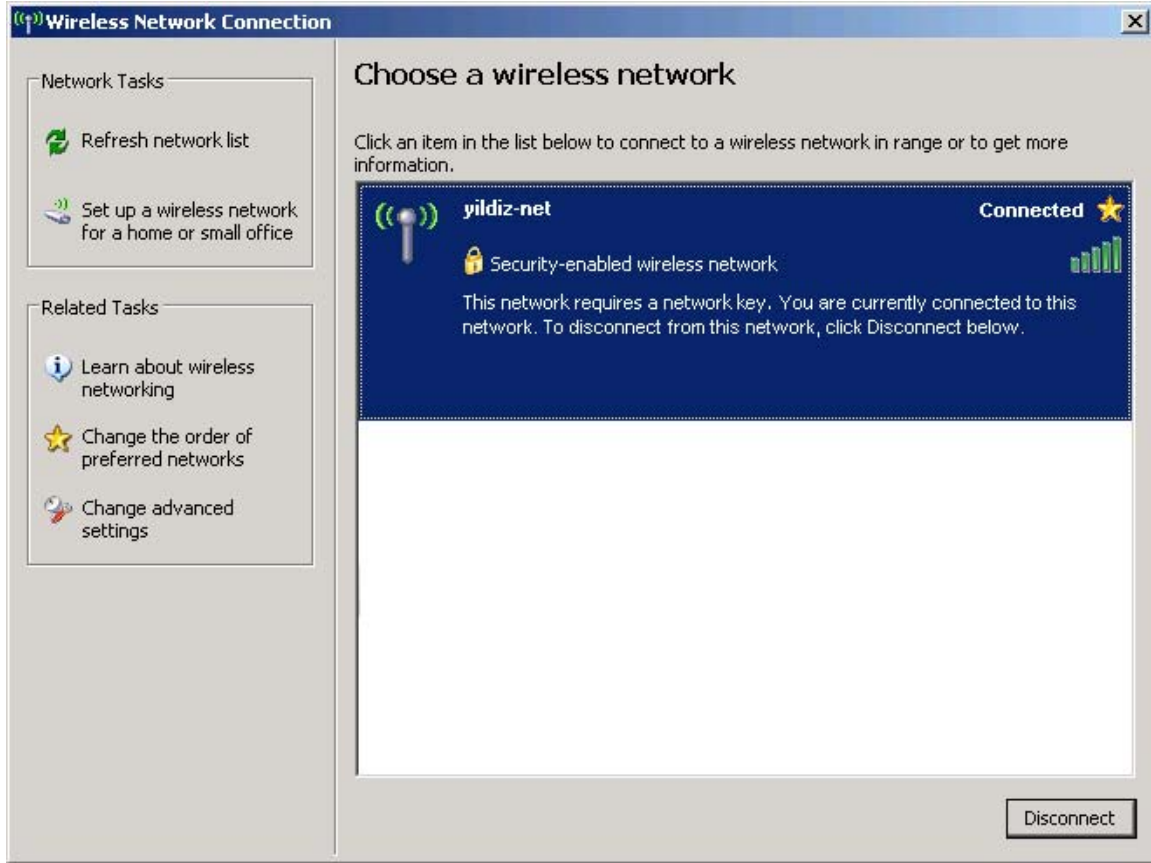 Wireless Network Connection
Network Tasks
Refresh network list
Set up a wireless network
for a home or small office
Related Tasks
Learn about wireless
networking
Change the order of
preferred networks
Change advanced
settings
Choose a wireless network
Click an item in the list below to connect to a wireless network in range or to get more
information.
yildiz-net
Connected
Security-enabled wireless network
This network requires a network key. You are currently connected to this
network. To disconnect from this network, click Disconnect below.
Disconnect